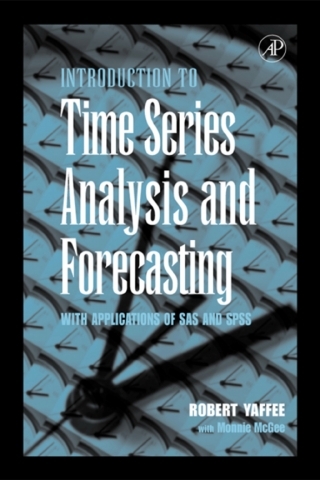 AP
INTRODUCTION TO
Time Series
Analysis and
Forecasting
WITH APPLICATIONS OF SAS AND SPSS
ROBERT YAFFEE
with Monnie McGee